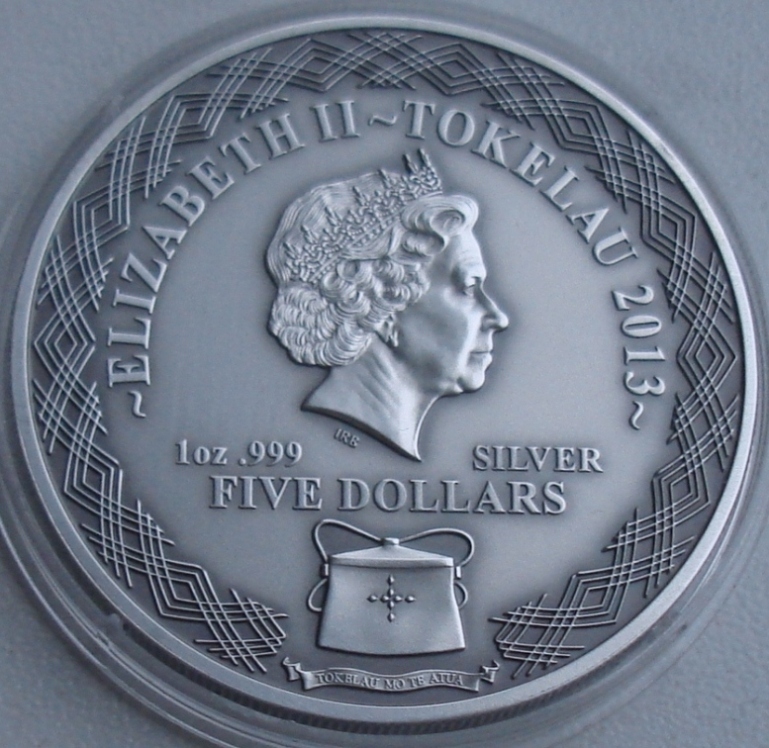 ~ELIZABETH II~TOKELAU 2013~
IRB
1oz .999 SILVER
FIVE DOLLARS
TOKELAU MO TE ATUA